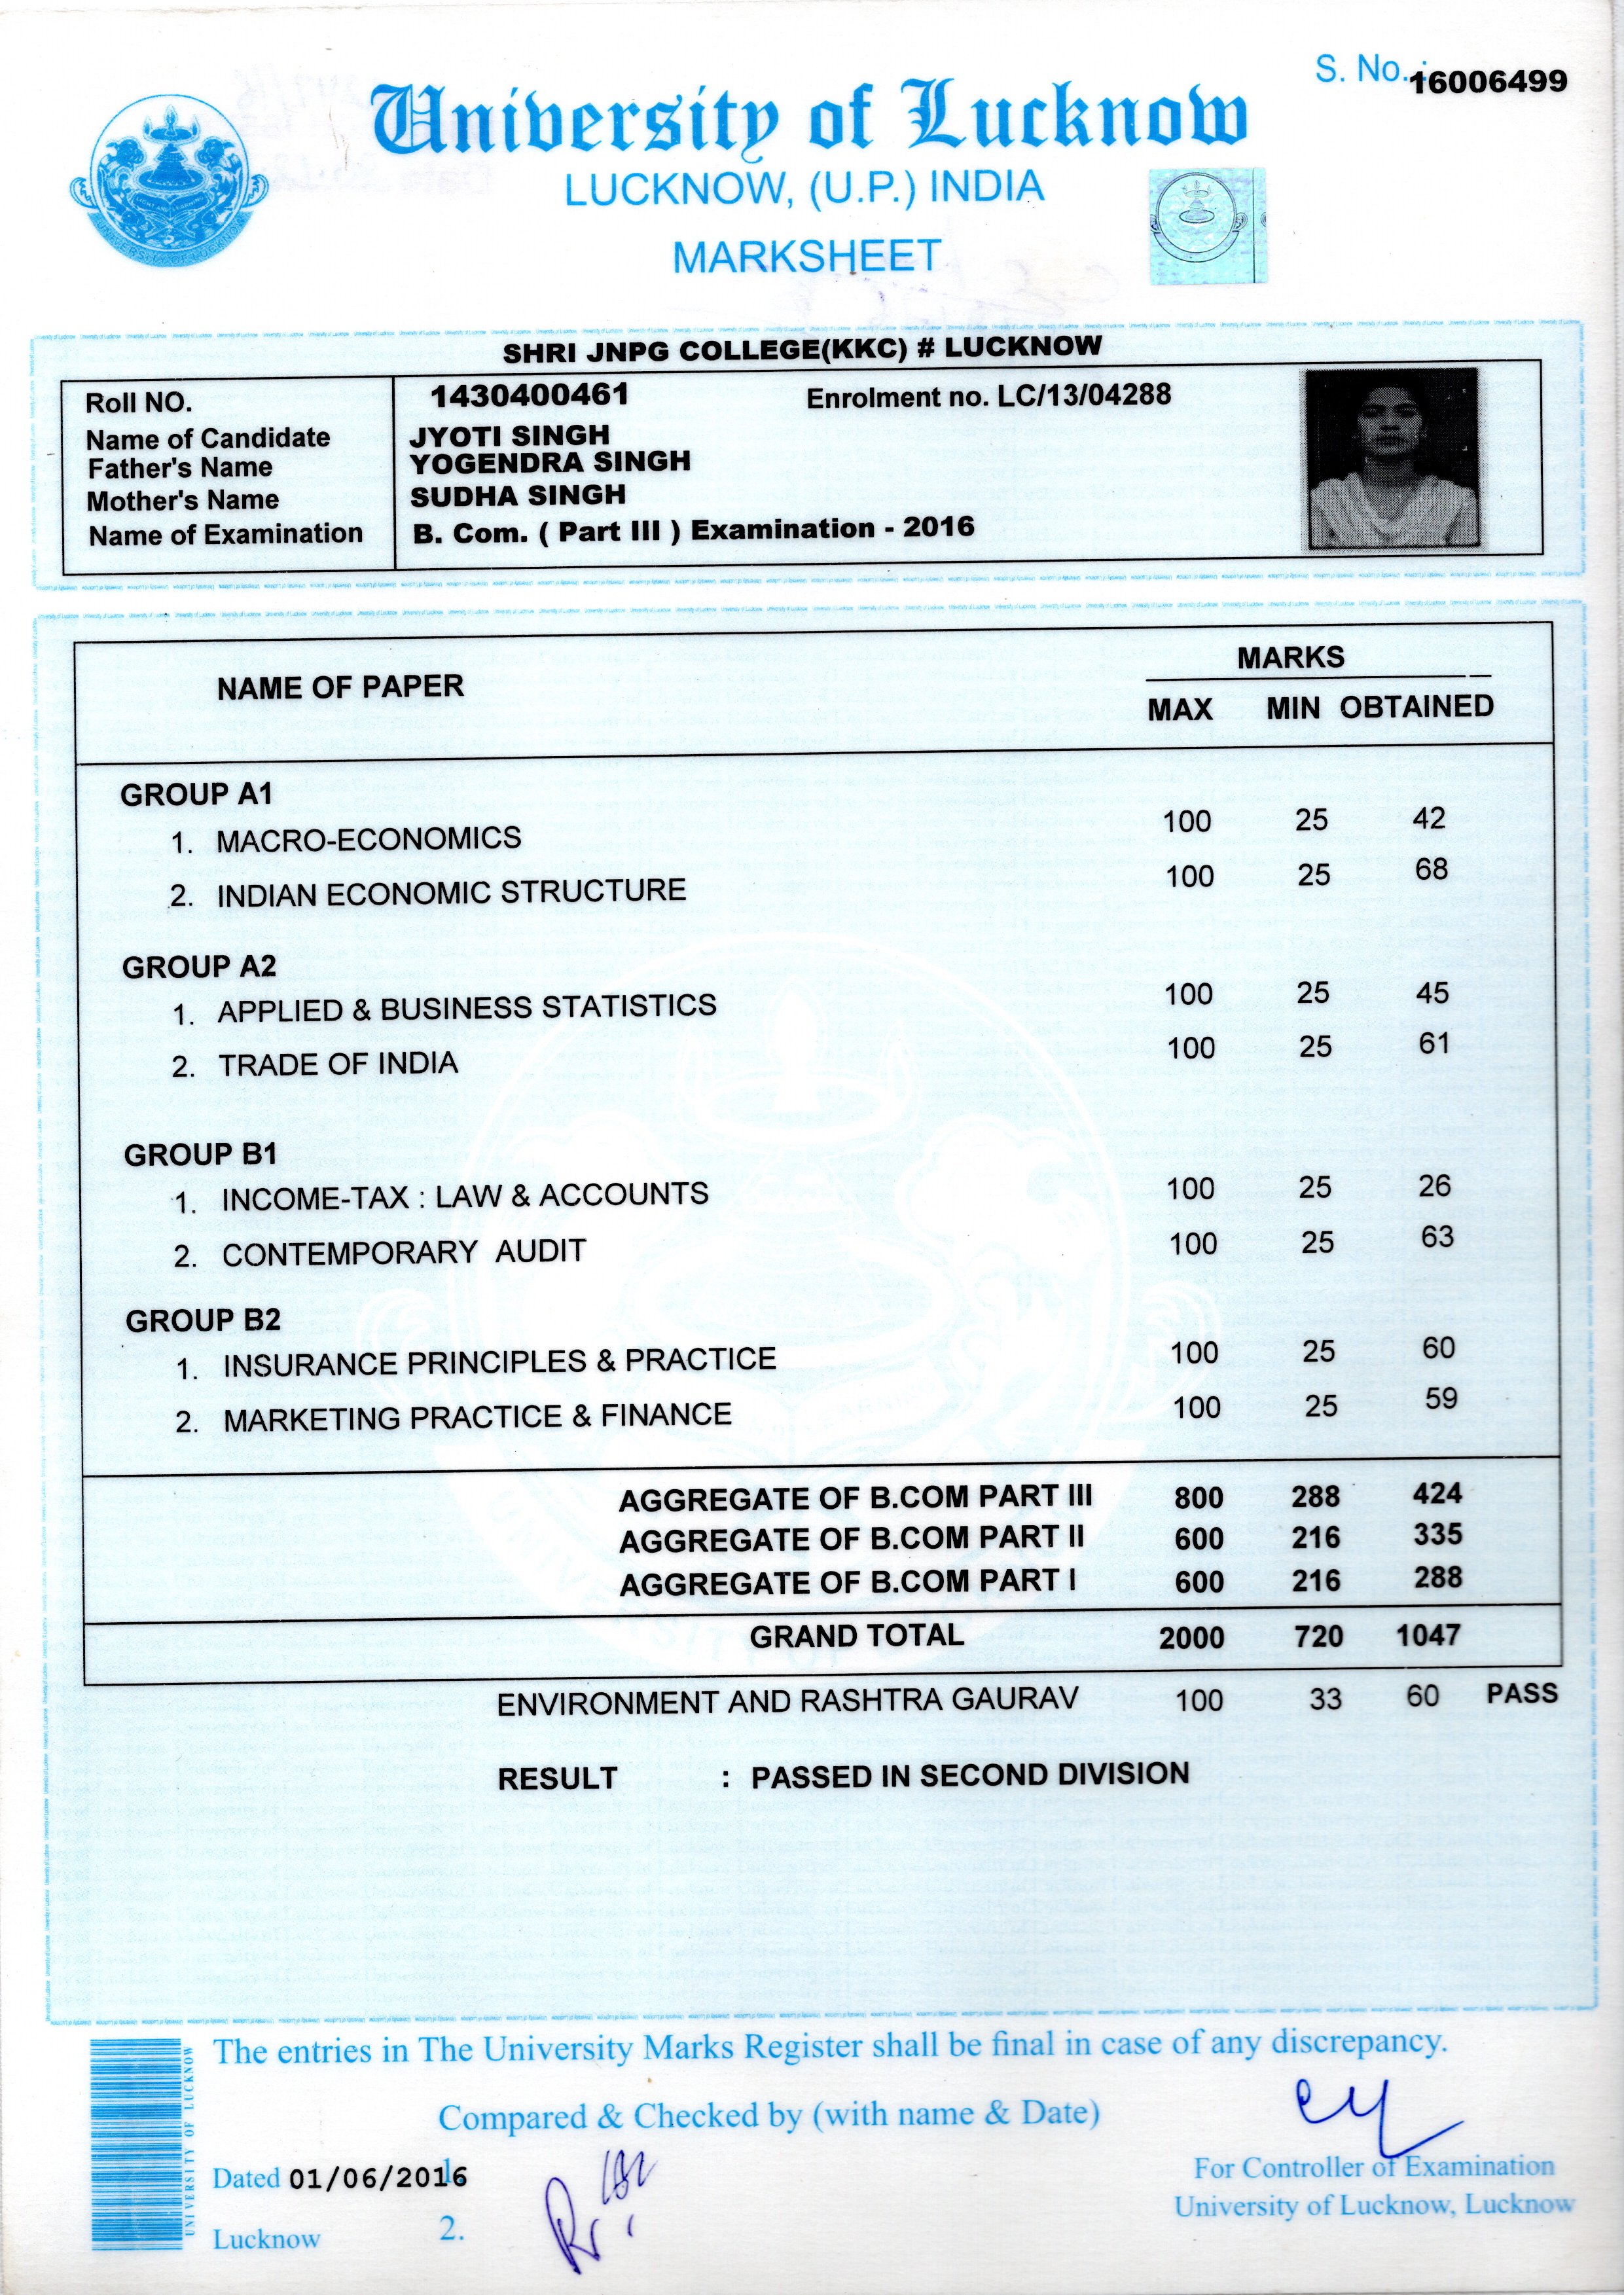 S. No. : 16006499
University of Lucknow
LUCKNOW, (U.P.) INDIA
MARKSHEET
LIGHT AND LEARNING
UNIVERSITY OF LUCKNOW
SHRI JNPG COLLEGE(KKC) # LUCKNOW
Roll NO. 1430400461 Enrolment no. LC/13/04288
Name of Candidate JYOTI SINGH
Father's Name YOGENDRA SINGH
Mother's Name SUDHA SINGH
Name of Examination B. Com. ( Part III ) Examination - 2016
MARKS
NAME OF PAPER MAX MIN OBTAINED
GROUP A1
1. MACRO-ECONOMICS 100 25 42
2. INDIAN ECONOMIC STRUCTURE 100 25 68
GROUP A2
1. APPLIED & BUSINESS STATISTICS 100 25 45
2. TRADE OF INDIA 100 25 61
GROUP B1
1. INCOME-TAX : LAW & ACCOUNTS 100 25 26
2. CONTEMPORARY AUDIT 100 25 63
GROUP B2
1. INSURANCE PRINCIPLES & PRACTICE 100 25 60
2. MARKETING PRACTICE & FINANCE 100 25 59
AGGREGATE OF B.COM PART III 800 288 424
AGGREGATE OF B.COM PART II 600 216 335
AGGREGATE OF B.COM PART I 600 216 288
GRAND TOTAL 2000 720 1047
ENVIRONMENT AND RASHTRA GAURAV 100 33 60 PASS
RESULT : PASSED IN SECOND DIVISION
The entries in The University Marks Register shall be final in case of any discrepancy.
Compared & Checked by (with name & Date)
UNIVERSITY OF LUCKNOW
Dated 01/06/2016 1.
Lucknow 2.
For Controller of Examination
University of Lucknow, Lucknow